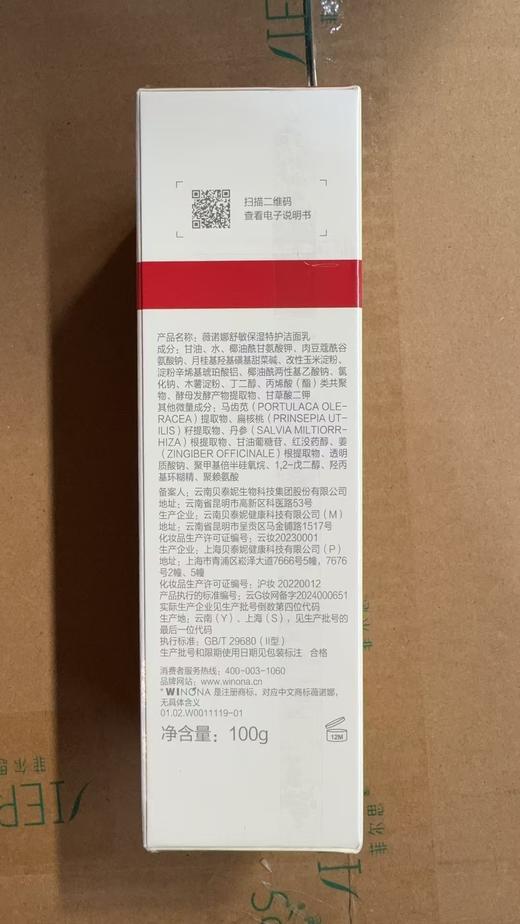 扫描二维码
查看电子说明书
产品名称：薇诺娜舒敏保湿特护洁面乳
成分：甘油、水、椰油酰甘氨酸钾、肉豆蔻酰谷
氨酸钠、月桂基羟基磺基甜菜碱、改性玉米淀粉、
淀粉辛烯基琥珀酸铝、椰油酰两性基乙酸钠、氯
化钠、木薯淀粉、丁二醇、丙烯酸（酯）类共聚
物、酵母发酵产物提取物、甘草酸二钾
其他微量成分：马齿苋（PORTULACA OLE-
RACEA）提取物、扁核桃（PRINSEPIA UT-
ILIS）籽提取物、丹参（SALVIA MILTIORR-
HIZA）根提取物、甘油葡糖苷、红没药醇、姜
（ZINGIBER OFFICINALE）根提取物、透明
质酸钠、聚甲基倍半硅氧烷、1,2-戊二醇、羟丙
基环糊精、聚赖氨酸
备案人：云南贝泰妮生物科技集团股份有限公司
地址：云南省昆明市高新区科医路53号
生产企业：云南贝泰妮健康科技有限公司（M）
地址：云南省昆明市呈贡区马金铺路1517号
化妆品生产许可证编号：云妆20230001
生产企业：上海贝泰妮健康科技有限公司（P）
地址：上海市青浦区崧泽大道7666号5幢，7676
号2幢、5幢
化妆品生产许可证编号：沪妆 20220012
产品执行的标准编号：云G妆网备字2024000651
实际生产企业见生产批号倒数第四位代码
生产地：云南（Y）、上海（S），见生产批号的
最后一位代码
执行标准：GB/T 29680（II型）
生产批号和限期使用日期见包装标注 合格
消费者服务热线：400-003-1060
品牌网站：www.winona.cn
*WINONA 是注册商标，对应中文商标薇诺娜，
无具体含义
01.02.W0011119-01
净含量：100g
12M
菲尔思
菲尔思